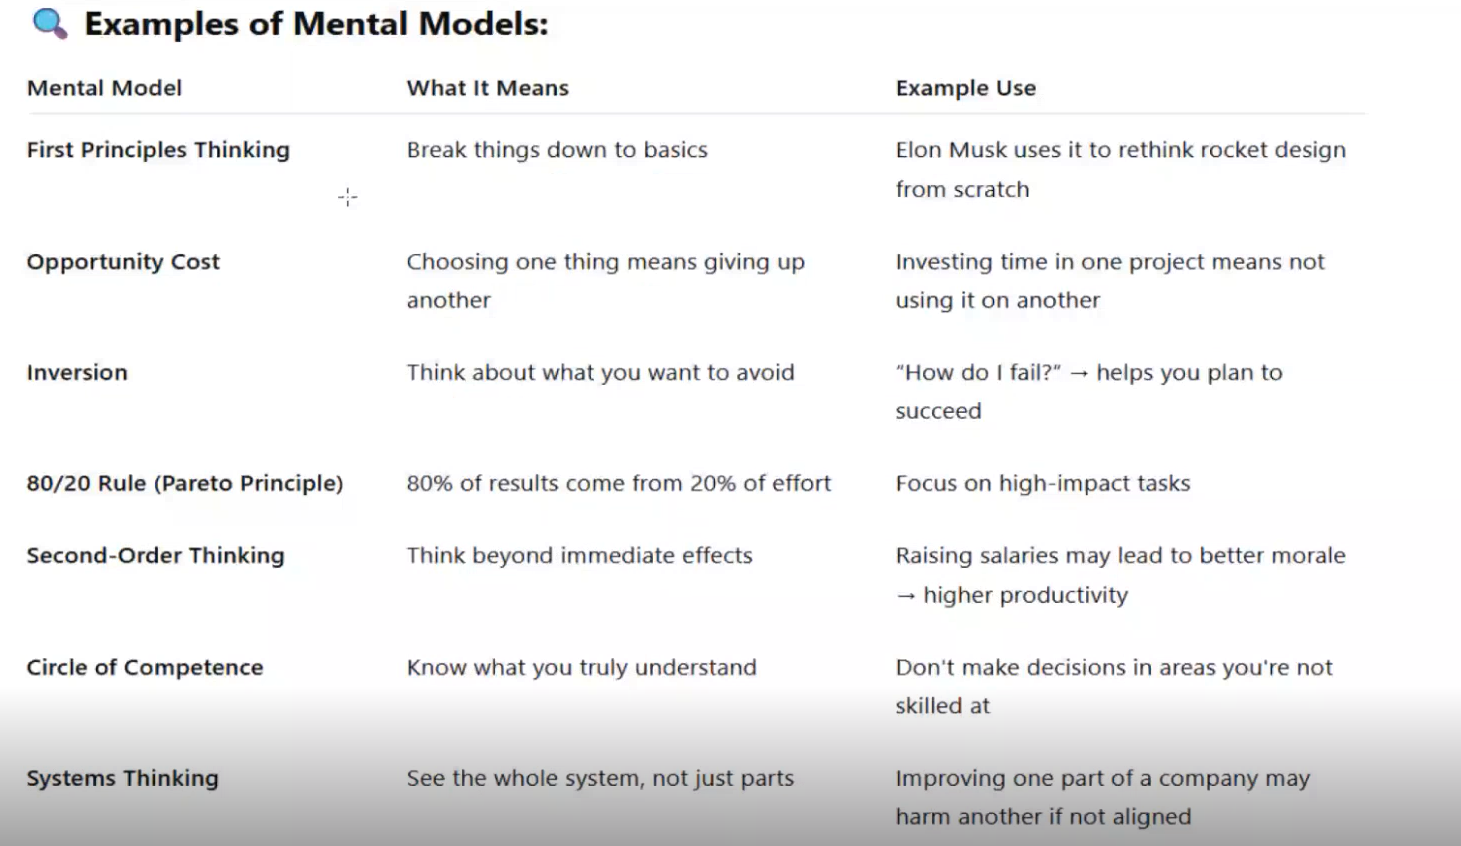 Examples of Mental Models:
Mental Model What It Means Example Use
First Principles Thinking Break things down to basics Elon Musk uses it to rethink rocket design
from scratch
Opportunity Cost Choosing one thing means giving up Investing time in one project means not
another using it on another
Inversion Think about what you want to avoid “How do I fail?” → helps you plan to
succeed
80/20 Rule (Pareto Principle) 80% of results come from 20% of effort Focus on high-impact tasks
Second-Order Thinking Think beyond immediate effects Raising salaries may lead to better morale
→ higher productivity
Circle of Competence Know what you truly understand Don't make decisions in areas you're not
skilled at
Systems Thinking See the whole system, not just parts Improving one part of a company may
harm another if not aligned